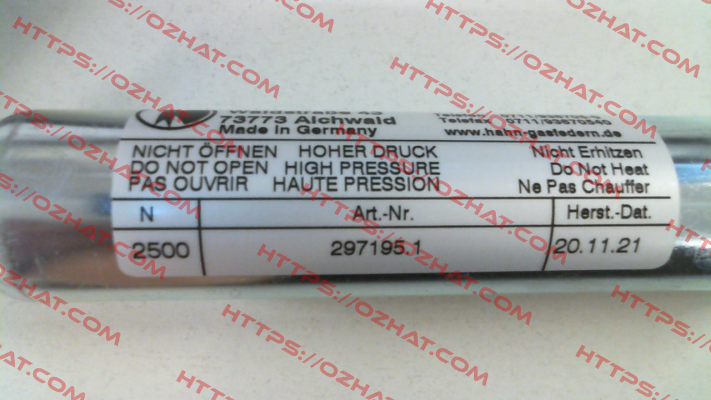 73773 Aichwald
Made in Germany
www.hahn-gasfedern.de
NICHT ÖFFNEN HOHER DRUCK Nicht Erhitzen
DO NOT OPEN HIGH PRESSURE Do Not Heat
PAS OUVRIR HAUTE PRESSION Ne Pas Chauffer
N Art.-Nr. Herst.-Dat.
2500 297195.1 20.11.21
HTTPS://OZHAT.COM